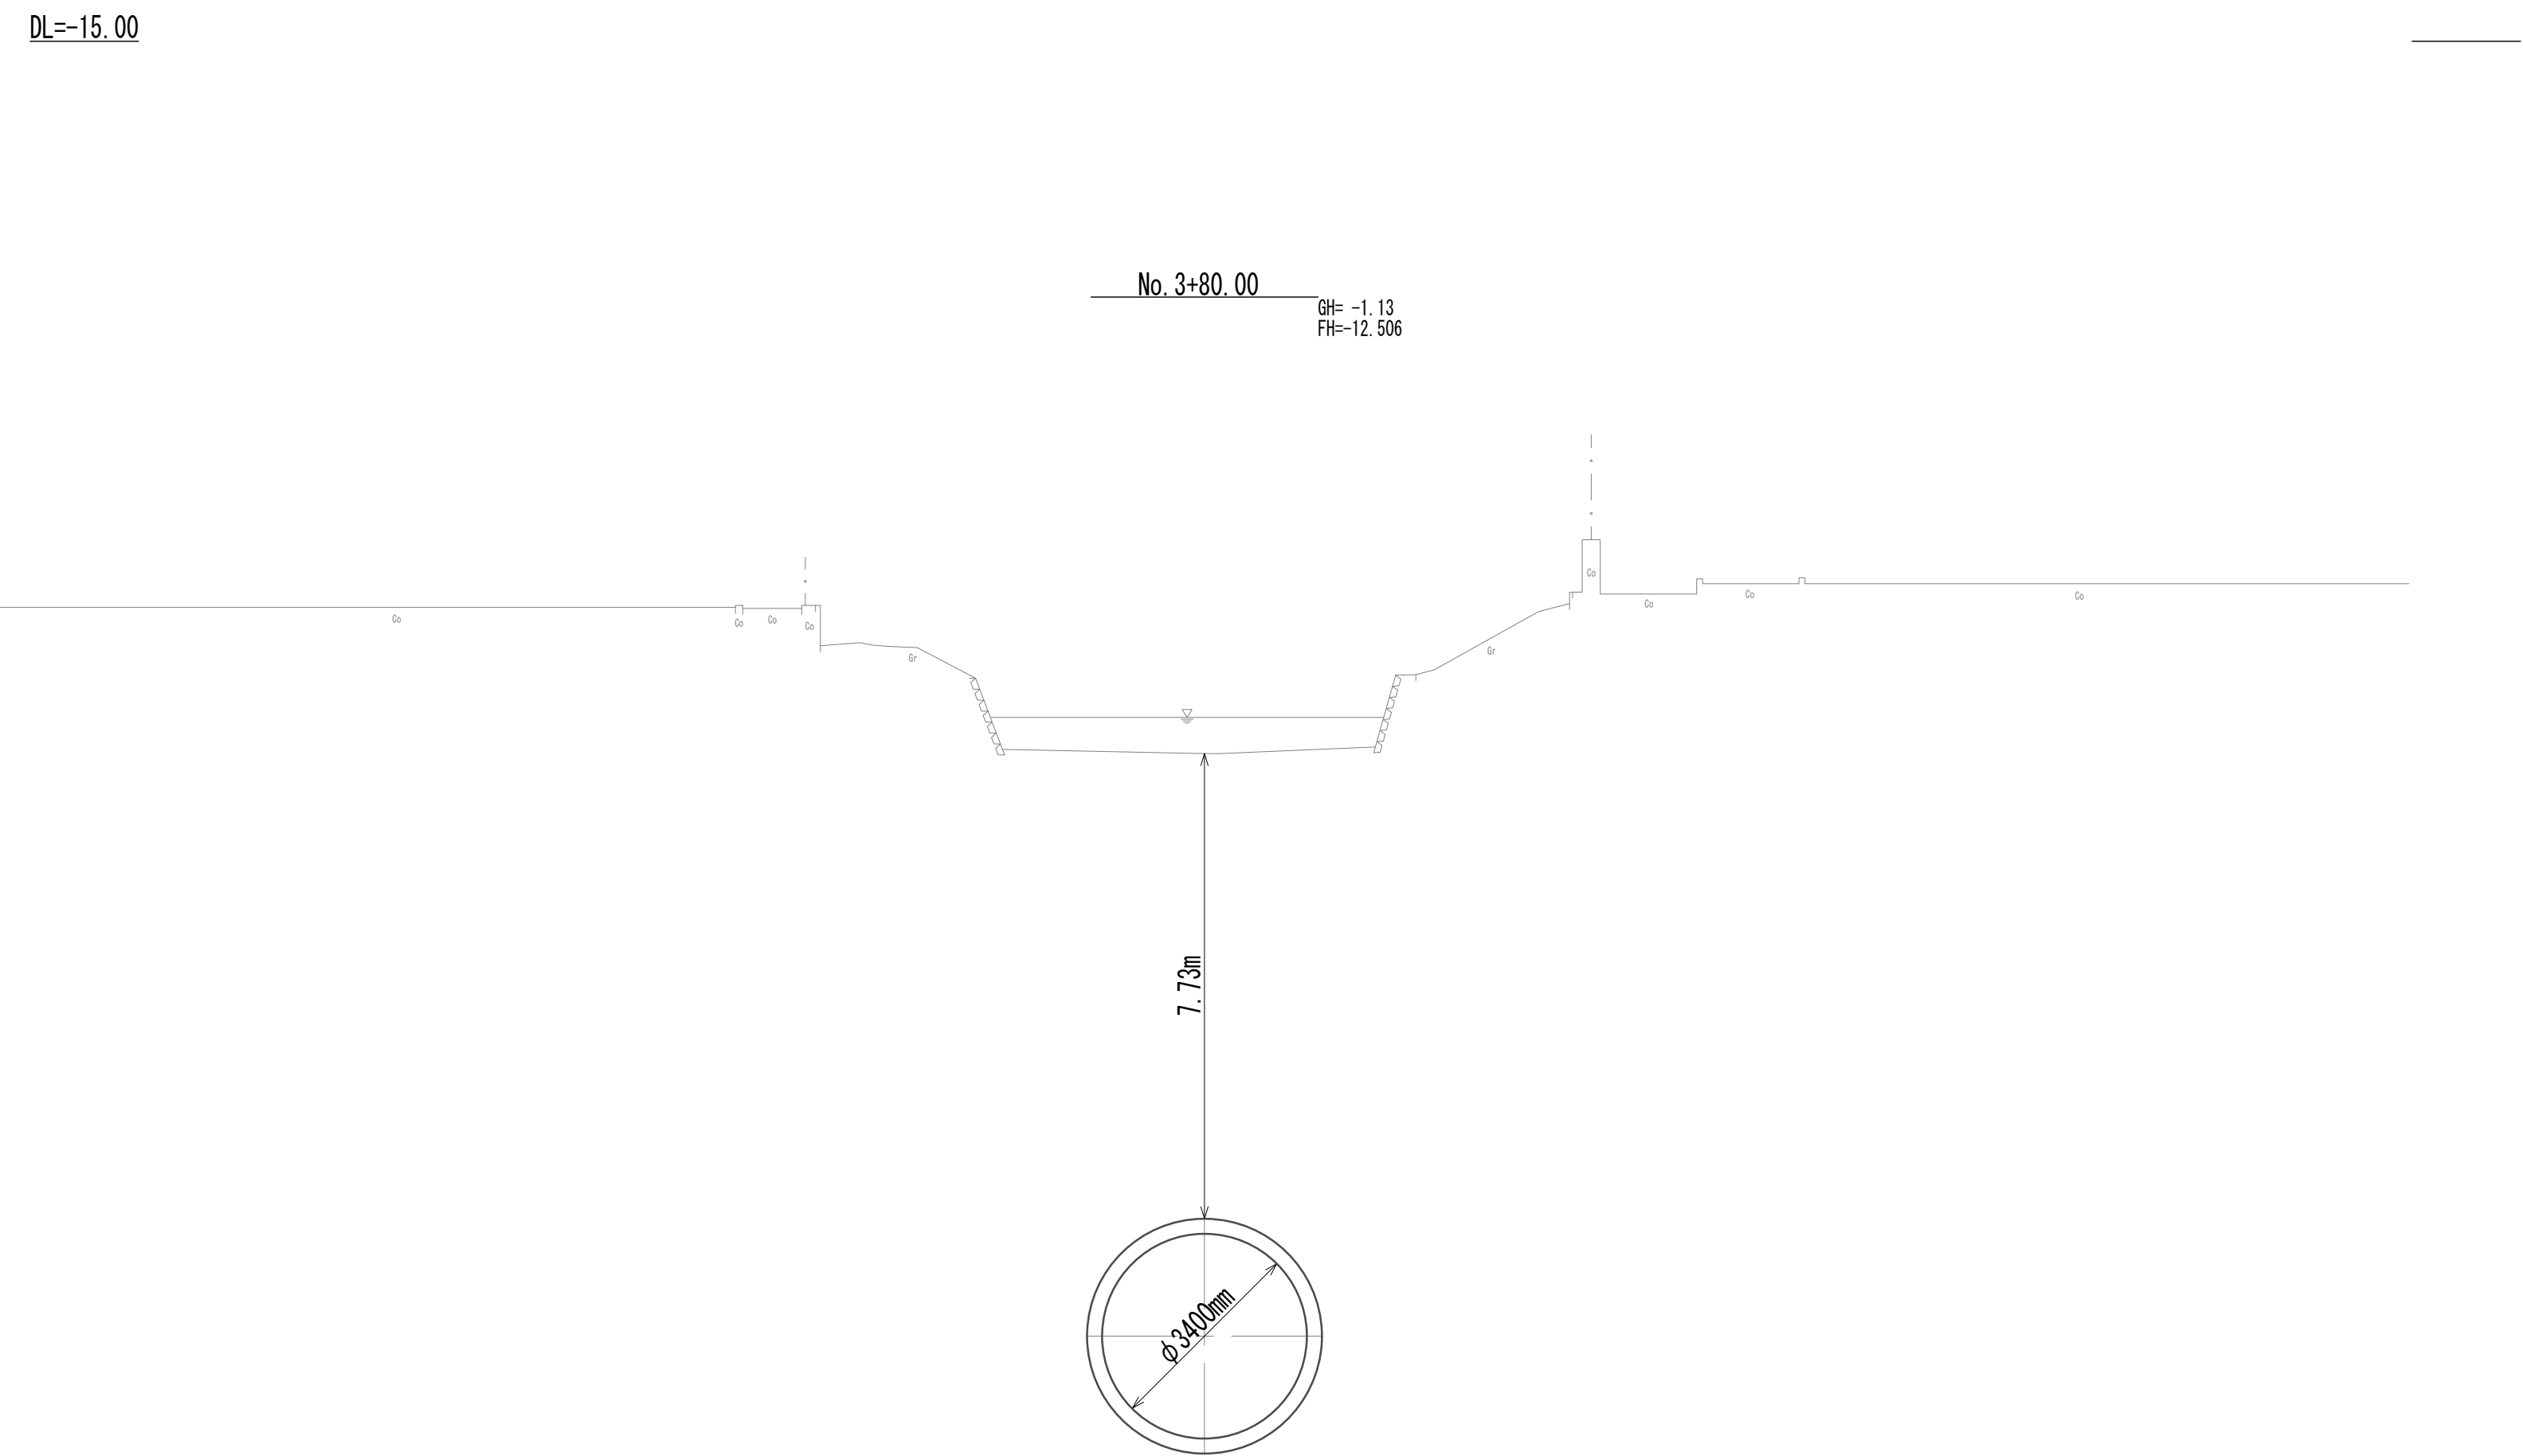 DL=-15.00
No.3+80.00
GH= -1.13
FH=-12.506
Co
Co
Co
Co
Co
Co
Co
Co
Gr
Gr
7.73m
φ3400mm